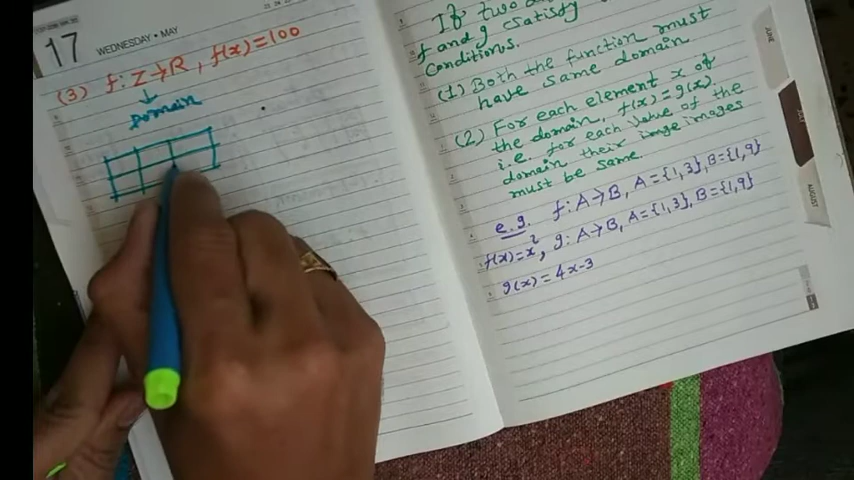 17
WEDNESDAY • MAY
(3) f: Z→R, f(x)=100
Domain
If two
f and g satisfy
Conditions.
(1) Both the function must
have same domain
(2) For each element x of
the domain, f(x)=g(x).
i.e. for each value of the
domain their image images
must be same.
e.g. f: A→B, A={1,3}, B={1,9}
f(x)=x², g: A→B, A={1,3}, B={1,9}
g(x)=4x-3
JUNE
JULY
AUGUST